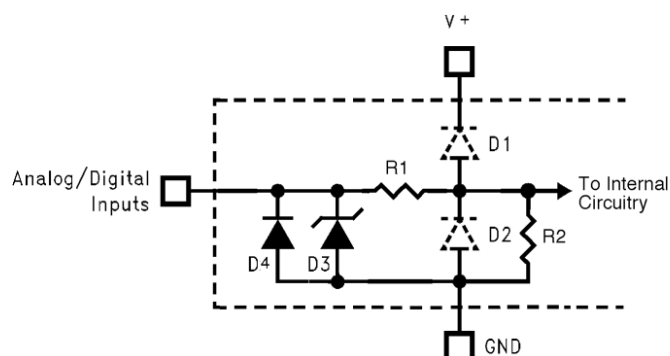 V+
D1
R1
Analog/Digital
Inputs
To Internal
Circuitry
D2
R2
D4
D3
GND